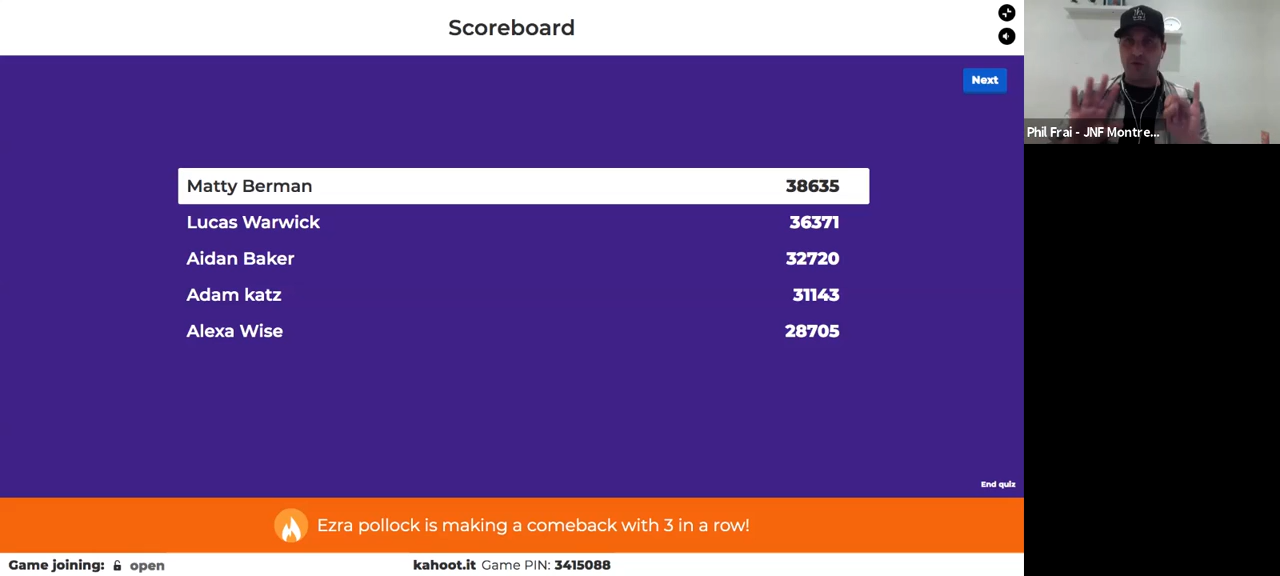 Scoreboard
Next
Phil Frai - JNF Montre...
Matty Berman 38635
Lucas Warwick 36371
Aidan Baker 32720
Adam katz 31143
Alexa Wise 28705
End quiz
Ezra pollock is making a comeback with 3 in a row!
Game joining: open kahoot.it Game PIN: 3415088